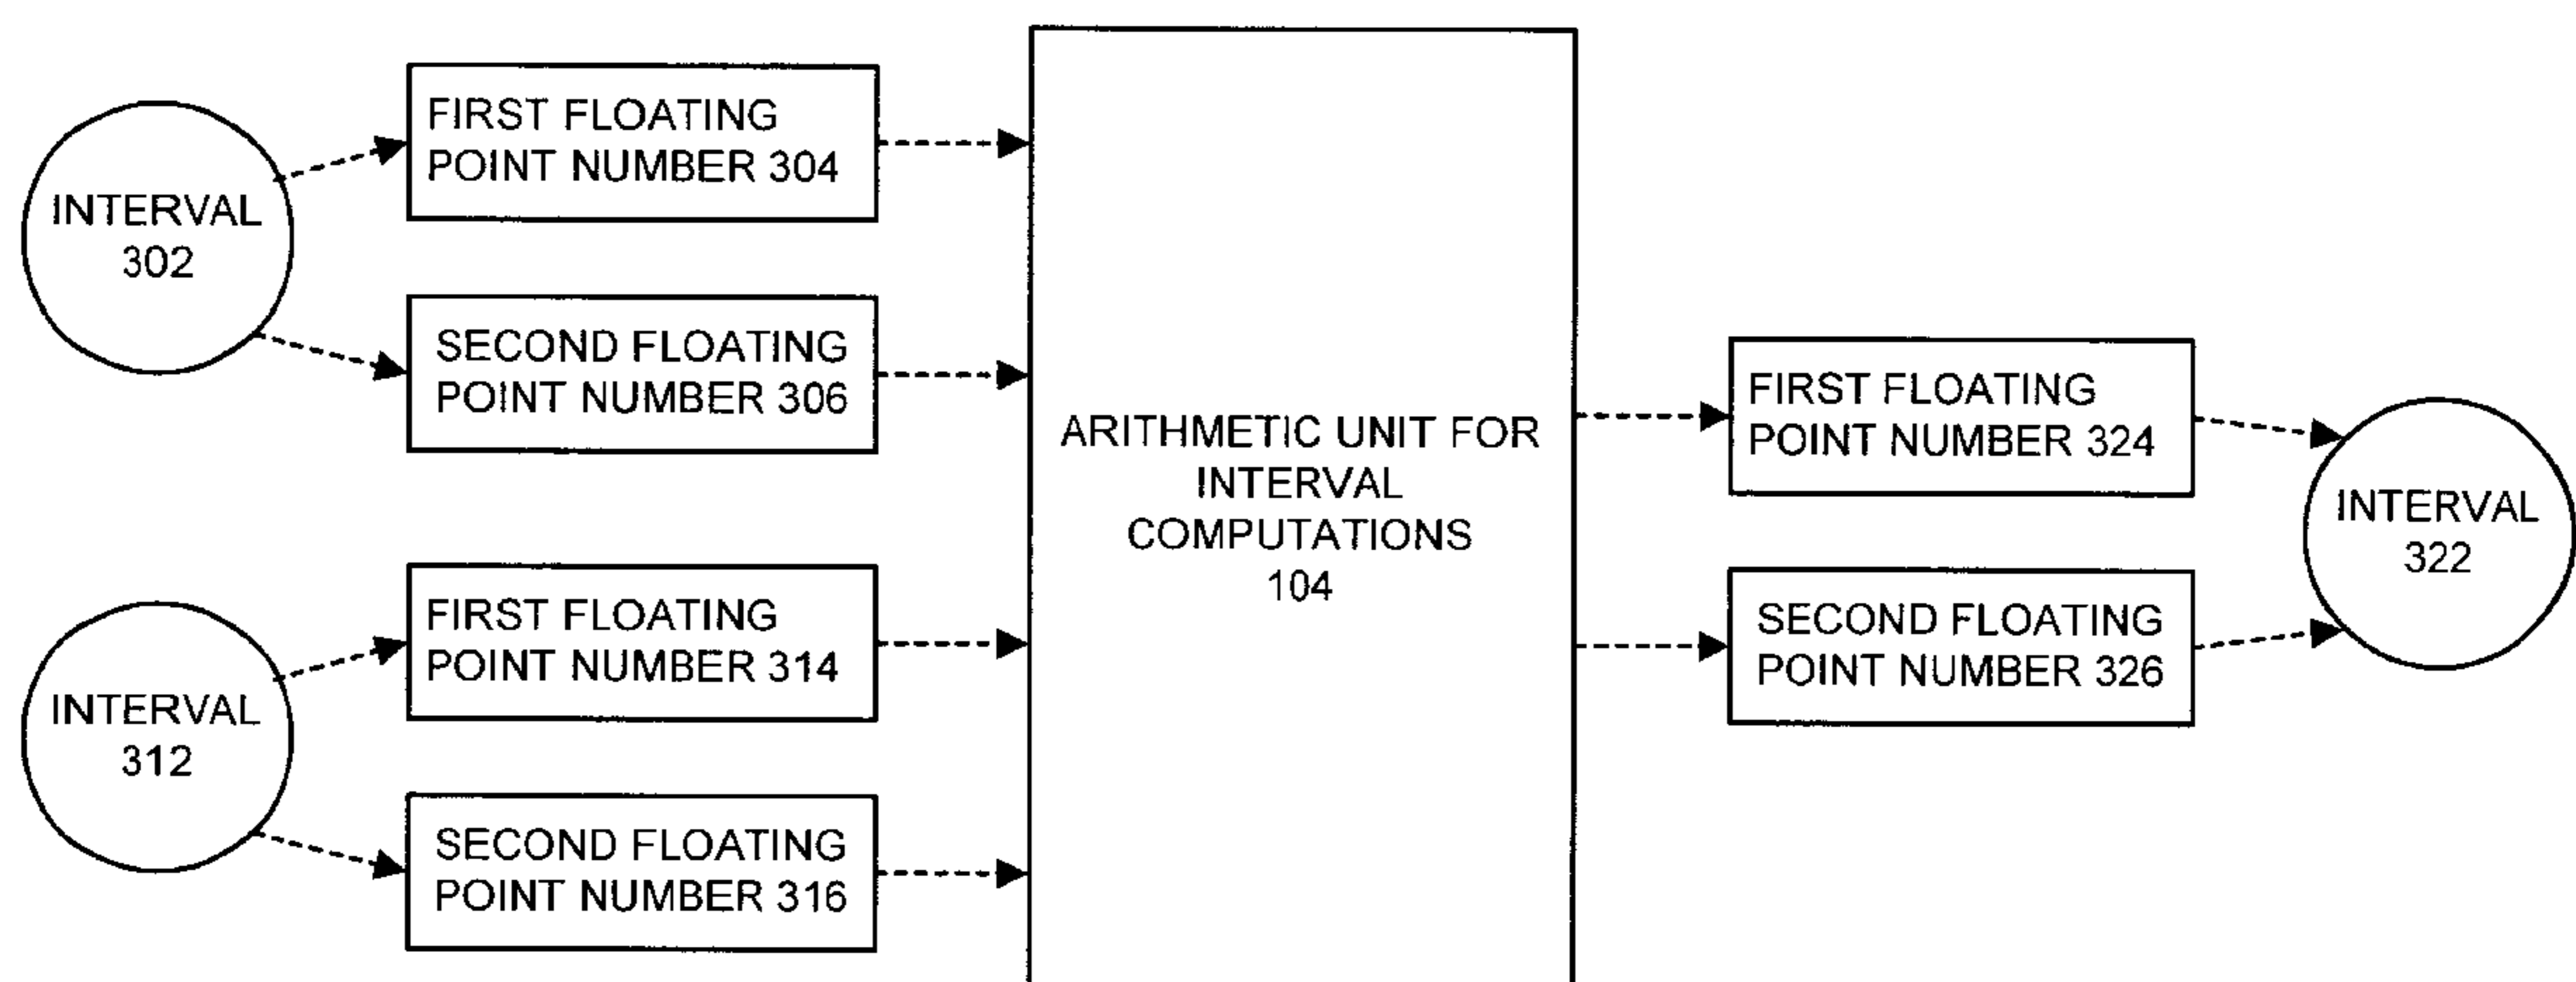 INTERVAL
302
FIRST FLOATING
POINT NUMBER 304
SECOND FLOATING
POINT NUMBER 306
INTERVAL
312
FIRST FLOATING
POINT NUMBER 314
SECOND FLOATING
POINT NUMBER 316
ARITHMETIC UNIT FOR
INTERVAL
COMPUTATIONS
104
FIRST FLOATING
POINT NUMBER 324
SECOND FLOATING
POINT NUMBER 326
INTERVAL
322